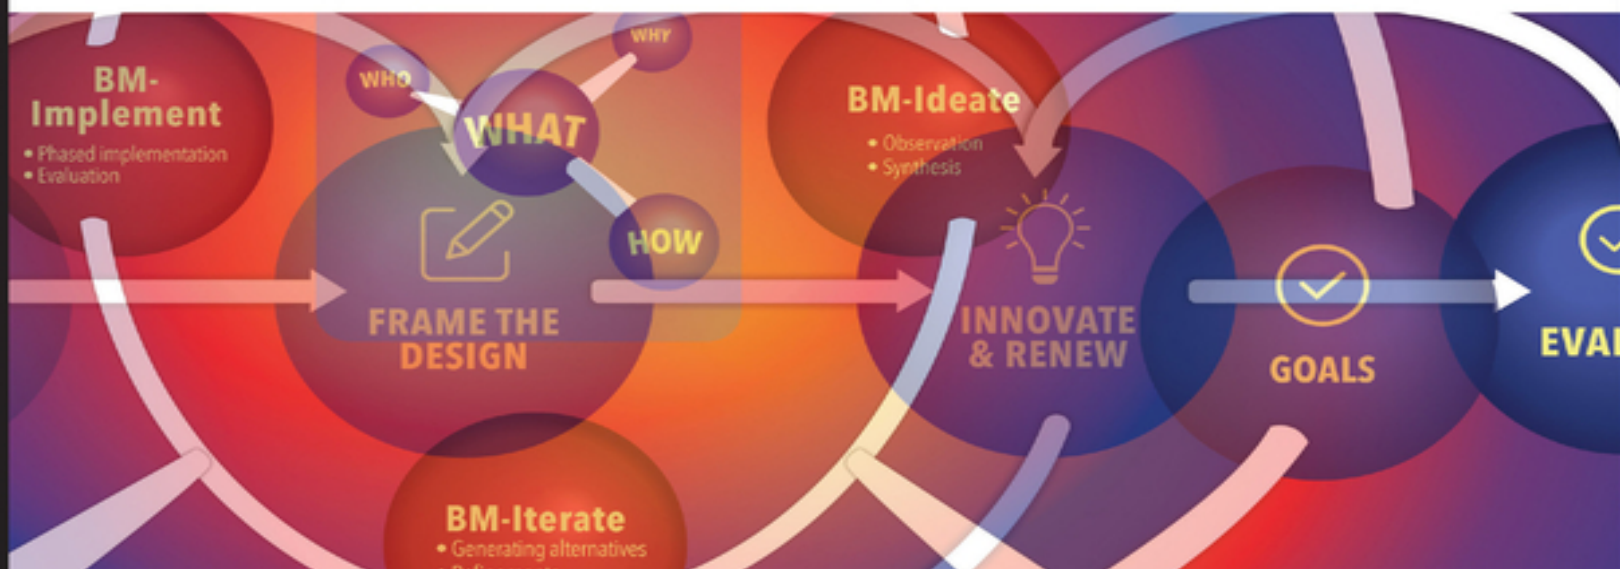 BM-
Implement
• Phased implementation
• Evaluation
WHO
WHY
WHAT
HOW
FRAME THE
DESIGN
BM-Ideate
• Observation
• Synthesis
INNOVATE
& RENEW
GOALS
EVAL
BM-Iterate
• Generating alternatives